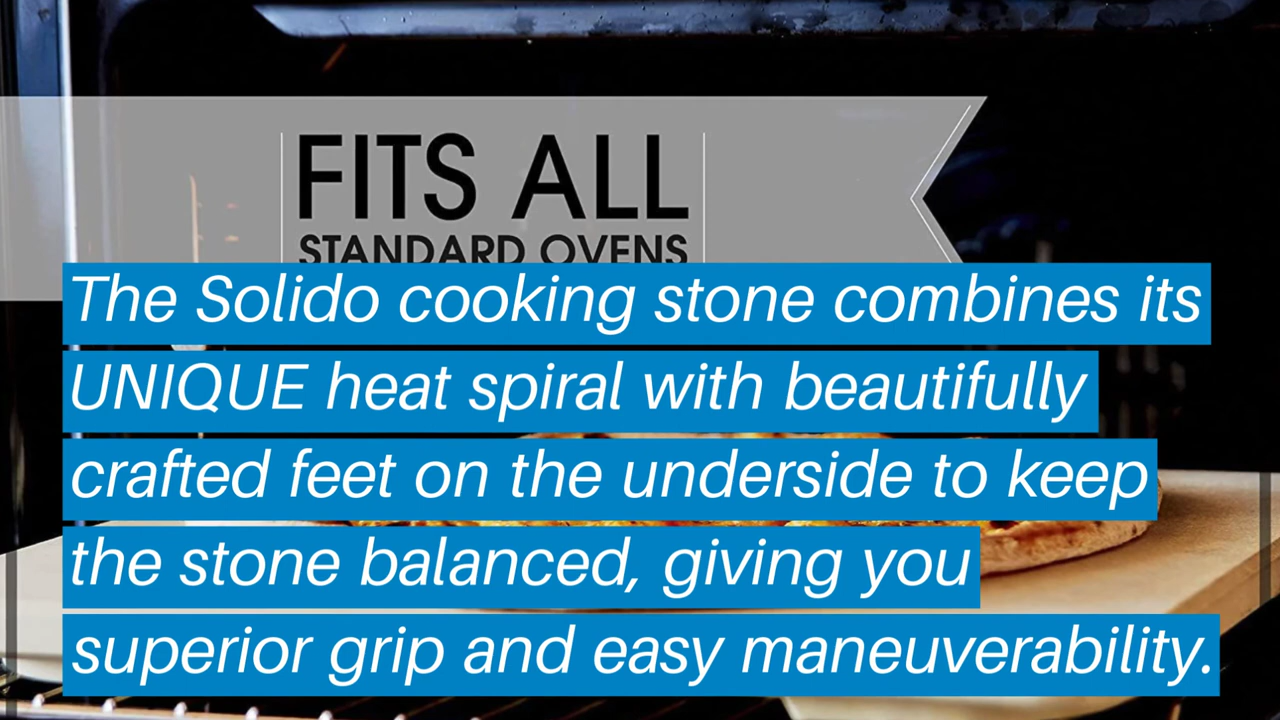 FITS ALL
STANDARD OVENS
The Solido cooking stone combines its
UNIQUE heat spiral with beautifully
crafted feet on the underside to keep
the stone balanced, giving you
superior grip and easy maneuverability.